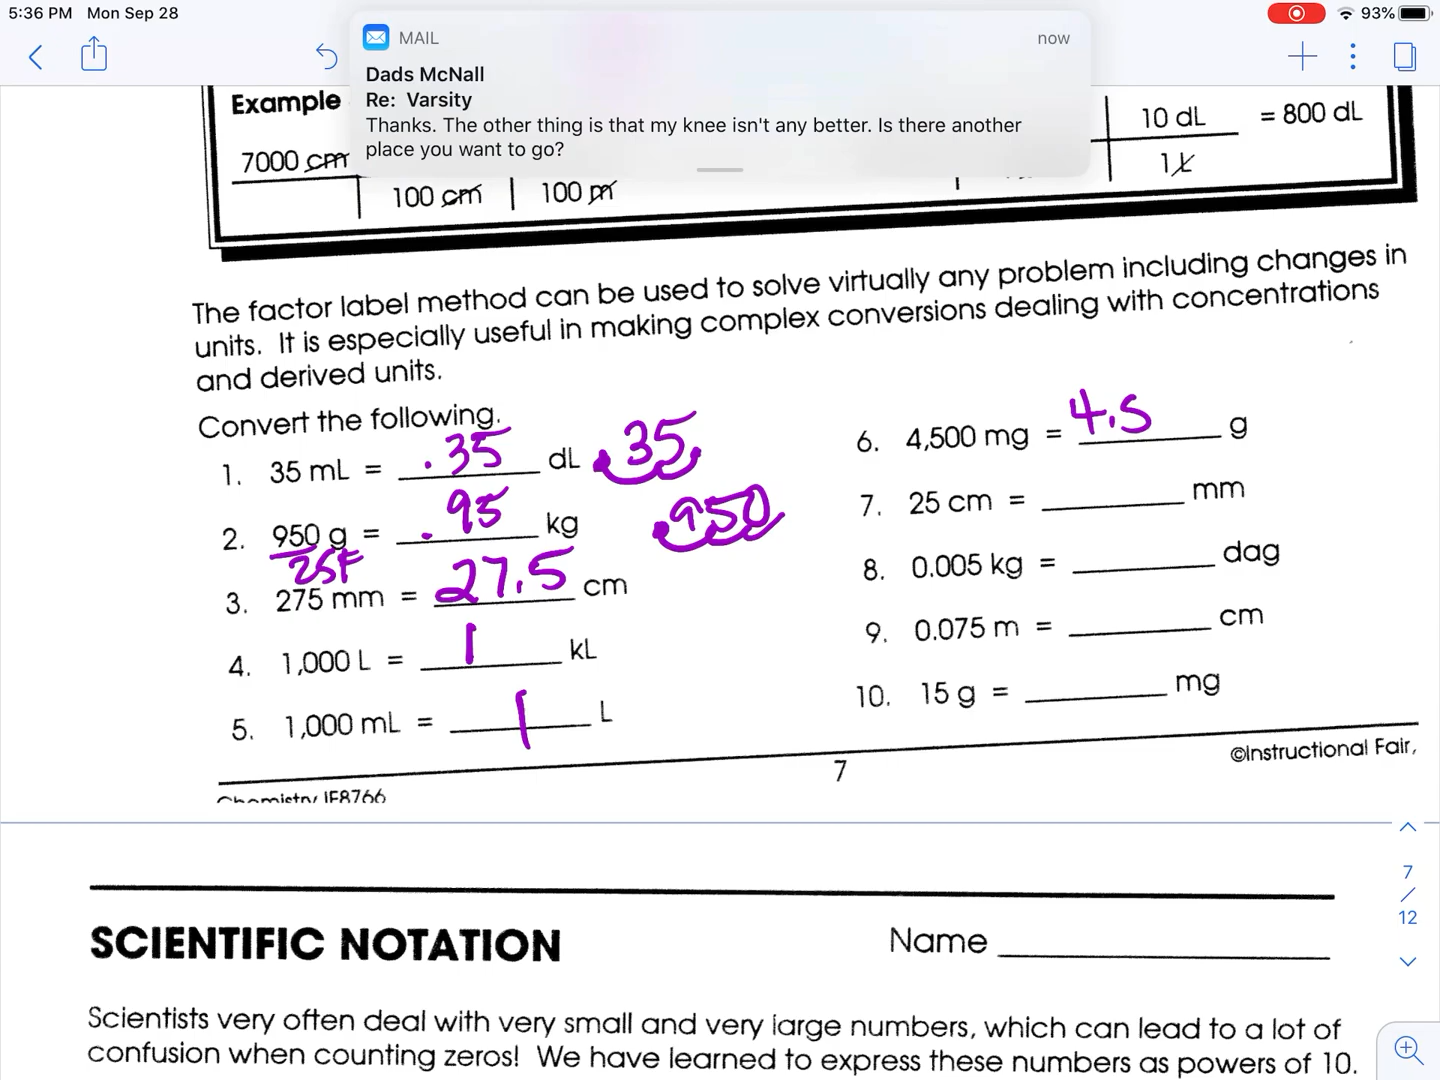 5:36 PM Mon Sep 28
93%
MAIL
now
Dads McNall
Re: Varsity
Thanks. The other thing is that my knee isn't any better. Is there another
place you want to go?
Example
7000 cm
100 cm
100 m
10 dL
1 L
= 800 dL
The factor label method can be used to solve virtually any problem including changes in
units. It is especially useful in making complex conversions dealing with concentrations
and derived units.
Convert the following.
1. 35 mL = .35 dL .35.
2. 950 g = .95 kg .950
3. 275 mm = 27.5 cm
4. 1,000 L = 1 kL
5. 1,000 mL = 1 L
6. 4,500 mg = 4.5 g
7. 25 cm = ________ mm
8. 0.005 kg = ________ dag
9. 0.075 m = ________ cm
10. 15 g = ________ mg
7
©Instructional Fair,
Chemistry IF8766
7
/
12
SCIENTIFIC NOTATION
Name ________
Scientists very often deal with very small and very large numbers, which can lead to a lot of
confusion when counting zeros! We have learned to express these numbers as powers of 10.